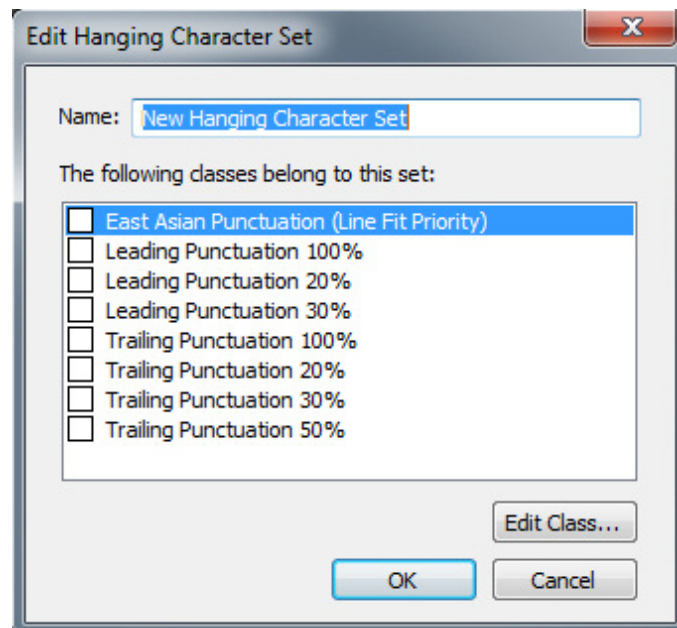 Edit Hanging Character Set
Name: New Hanging Character Set
The following classes belong to this set:
East Asian Punctuation (Line Fit Priority)
Leading Punctuation 100%
Leading Punctuation 20%
Leading Punctuation 30%
Trailing Punctuation 100%
Trailing Punctuation 20%
Trailing Punctuation 30%
Trailing Punctuation 50%
Edit Class...
OK Cancel